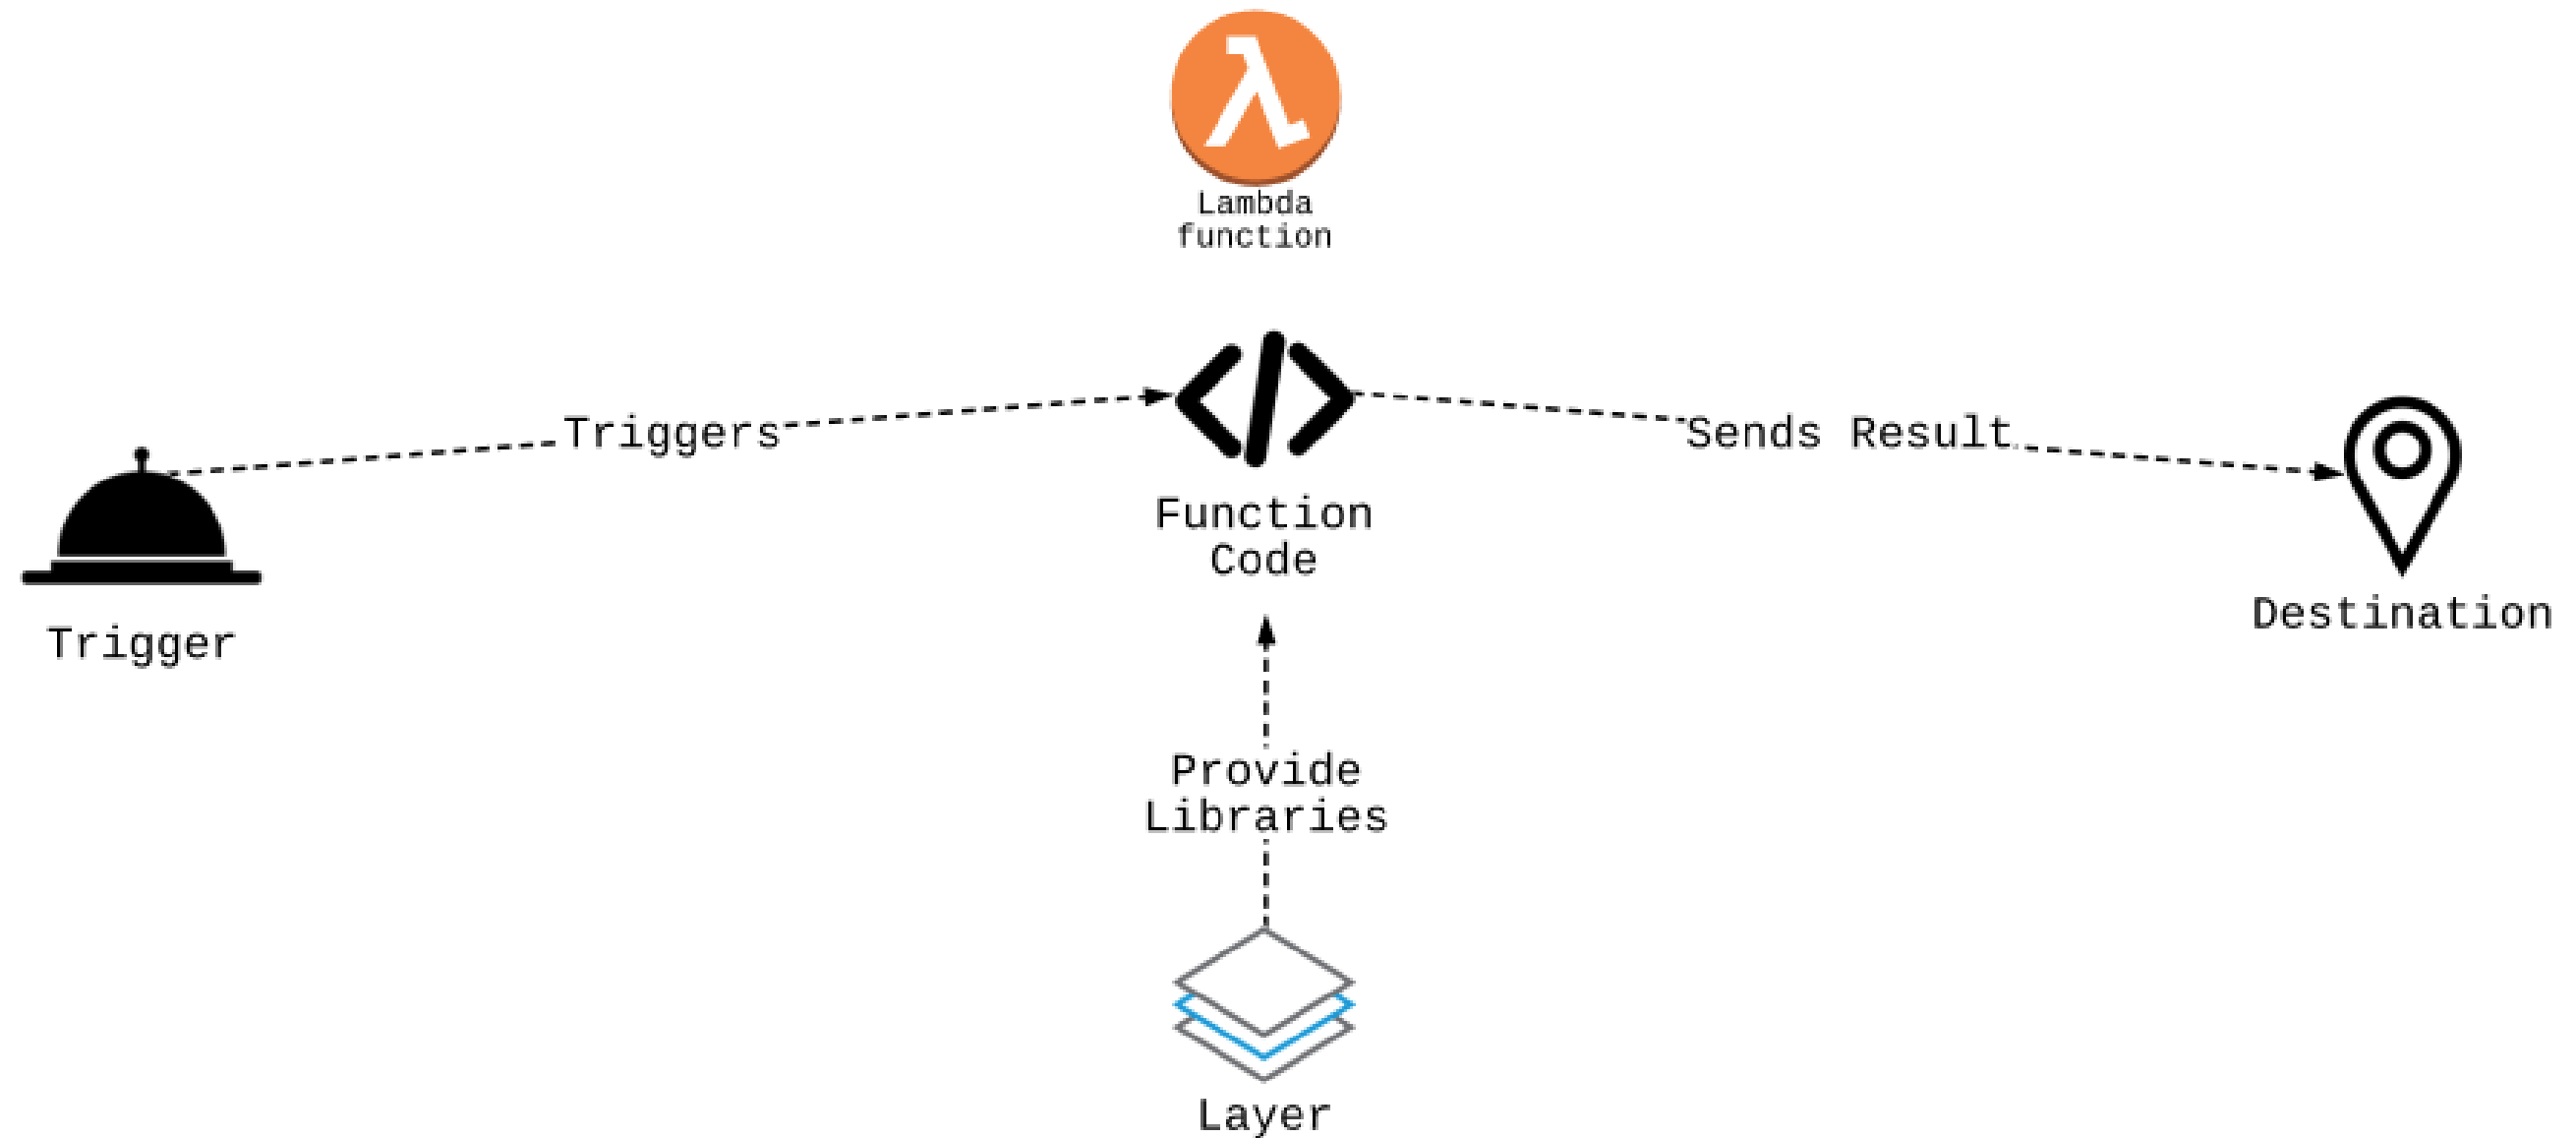 Lambda
function
Triggers
Sends Result
Function
Code
Trigger
Destination
Provide
Libraries
Layer